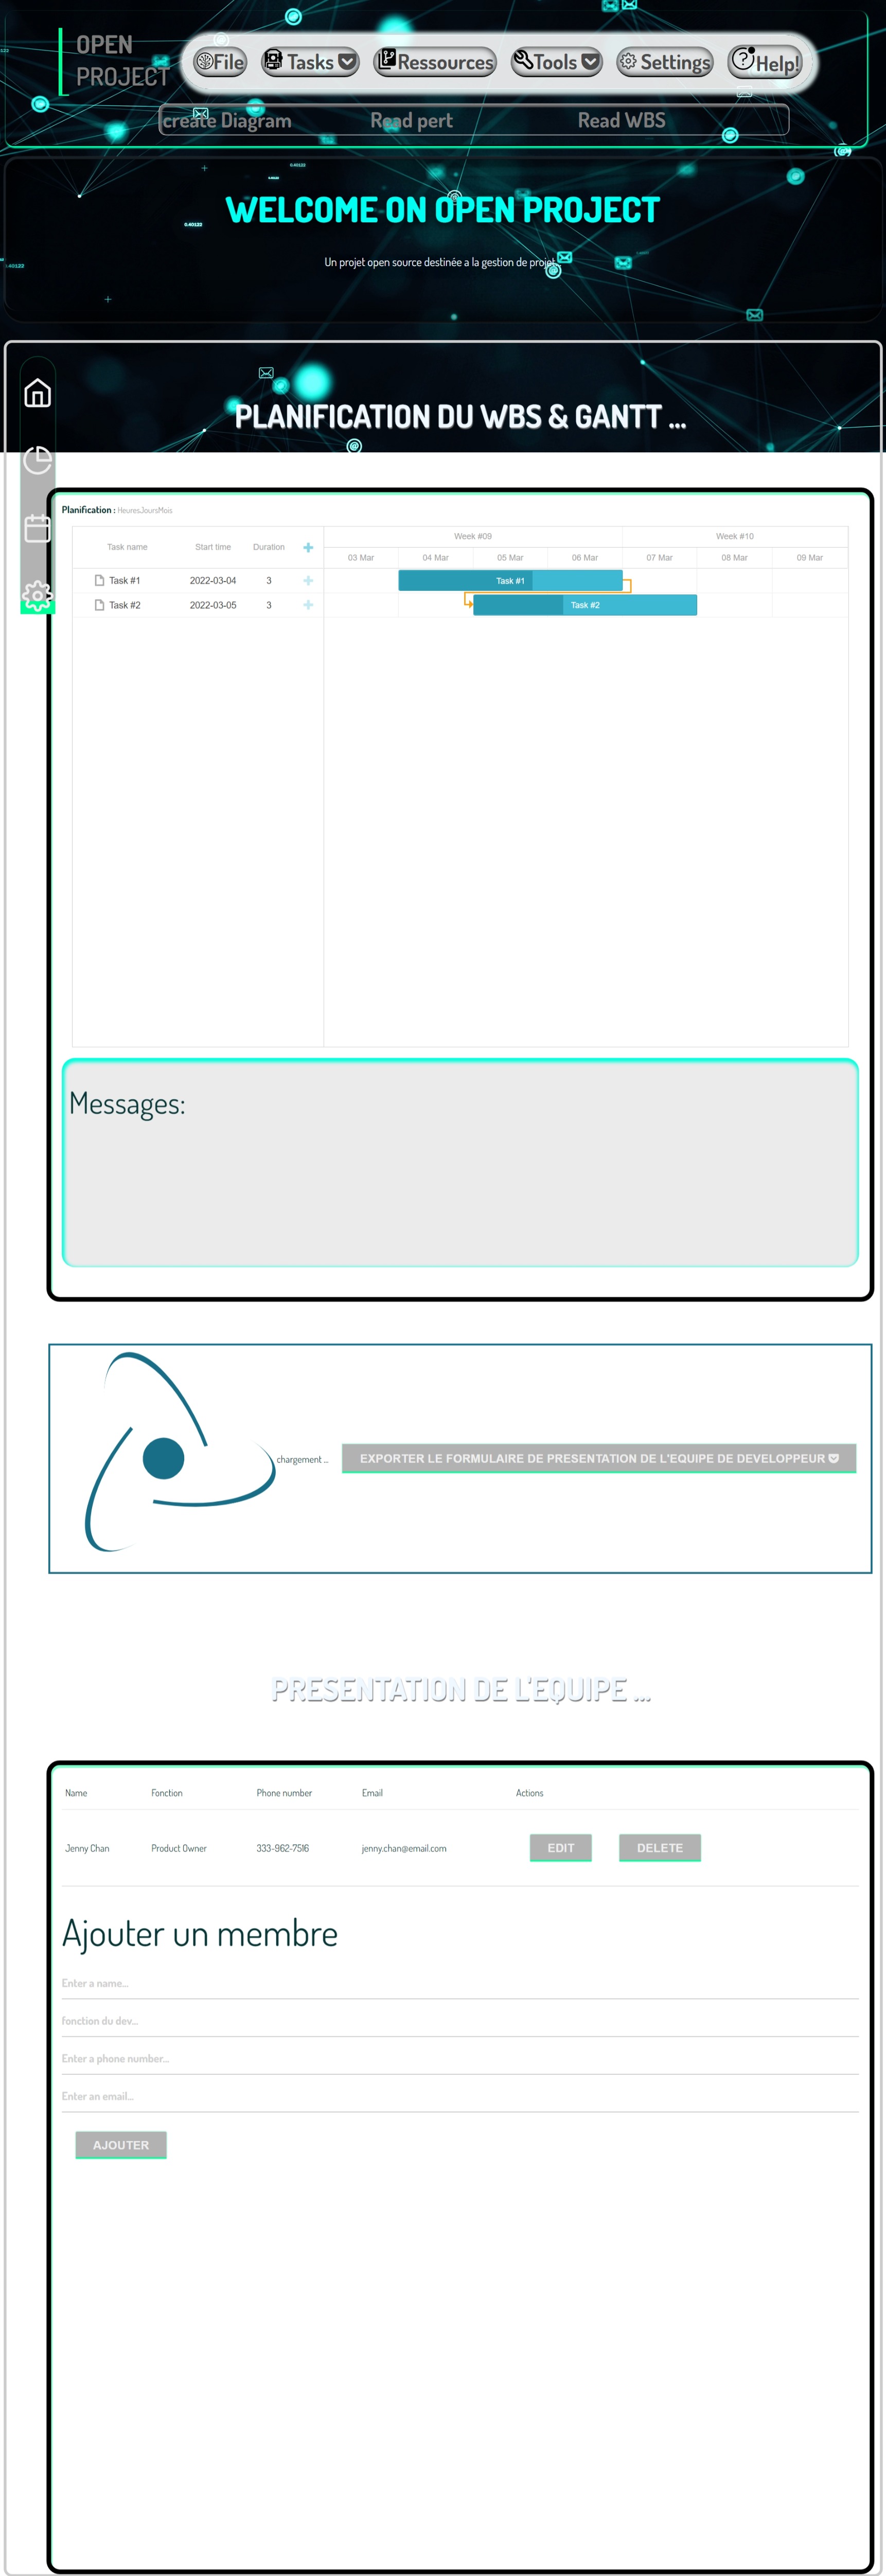 OPEN
PROJECT
File Tasks Ressources Tools Settings Help!
create Diagram Read pert Read WBS
0.40122
0.40122
0.40122
WELCOME ON OPEN PROJECT
Un projet open source destinée a la gestion de projet
PLANIFICATION DU WBS & GANTT ...
Planification : HeuresJoursMois
Task name Start time Duration
Week #09 Week #10
03 Mar 04 Mar 05 Mar 06 Mar 07 Mar 08 Mar 09 Mar
Task #1 2022-03-04 3 Task #1
Task #2 2022-03-05 3 Task #2
Messages:
chargement ...
EXPORTER LE FORMULAIRE DE PRESENTATION DE L'EQUIPE DE DEVELOPPEUR
PRESENTATION DE L'EQUIPE ...
Name Fonction Phone number Email Actions
Jenny Chan Product Owner 333-962-7516 jenny.chan@email.com EDIT DELETE
Ajouter un membre
Enter a name...
fonction du dev...
Enter a phone number...
Enter an email...
AJOUTER